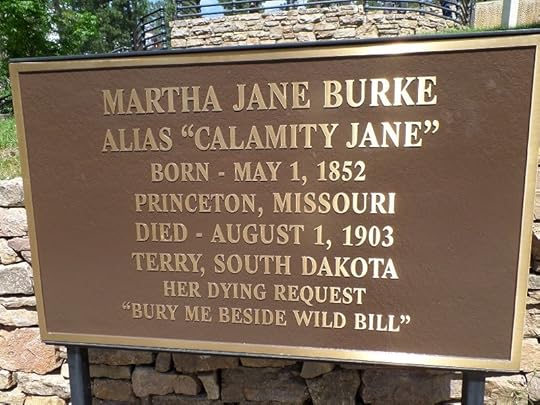 MARTHA JANE BURKE
ALIAS "CALAMITY JANE"
BORN - MAY 1, 1852
PRINCETON, MISSOURI
DIED - AUGUST 1, 1903
TERRY, SOUTH DAKOTA
HER DYING REQUEST
"BURY ME BESIDE WILD BILL"